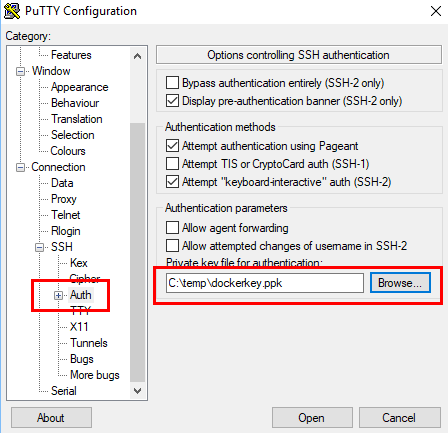 PuTTY Configuration
Category:
Features
Window
Appearance
Behaviour
Translation
Selection
Colours
Connection
Data
Proxy
Telnet
Rlogin
SSH
Kex
Cipher
Auth
TTY
X11
Tunnels
Bugs
More bugs
Serial
Options controlling SSH authentication
Bypass authentication entirely (SSH-2 only)
Display pre-authentication banner (SSH-2 only)
Authentication methods
Attempt authentication using Pageant
Attempt TIS or CryptoCard auth (SSH-1)
Attempt "keyboard-interactive" auth (SSH-2)
Authentication parameters
Allow agent forwarding
Allow attempted changes of username in SSH-2
Private key file for authentication:
C:\temp\dockerkey.ppk
Browse...
About
Open
Cancel